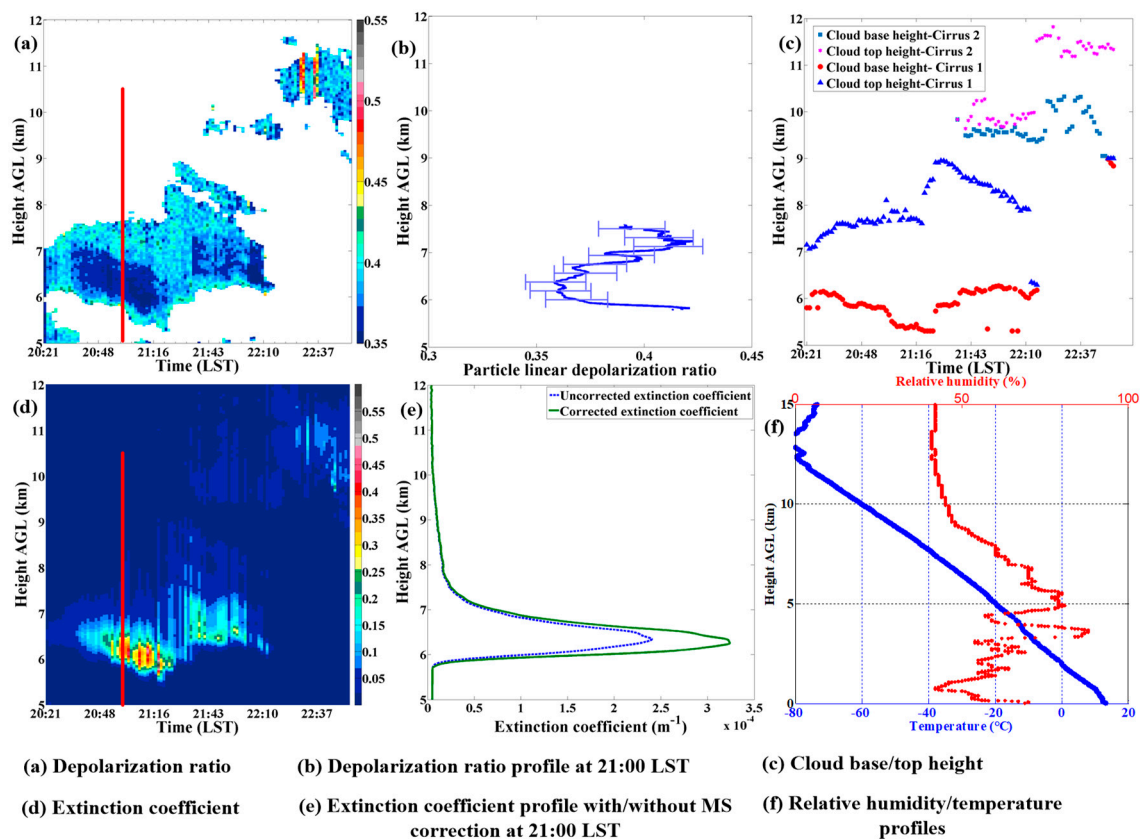 (a)
12
11
10
9
8
7
6
5
Height AGL (km)
20:21 20:48 21:16 21:43 22:10 22:37
Time (LST)
0.55
0.5
0.45
0.4
0.35
(b)
12
11
10
9
8
7
6
5
Height AGL (km)
0.3 0.35 0.4 0.45
Particle linear depolarization ratio
(c)
Cloud base height-Cirrus 2
Cloud top height-Cirrus 2
Cloud base height- Cirrus 1
Cloud top height-Cirrus 1
12
11
10
9
8
7
6
5
Height AGL (km)
20:21 20:48 21:16 21:43 22:10 22:37
Time (LST)
(d)
12
11
10
9
8
7
6
5
Height AGL (km)
20:21 20:48 21:16 21:43 22:10 22:37
Time (LST)
0.55
0.5
0.45
0.4
0.35
0.3
0.25
0.2
0.15
0.1
0.05
(e)
Uncorrected extinction coefficient
Corrected extinction coefficient
12
11
10
9
8
7
6
5
Height AGL (km)
0 0.5 1 1.5 2 2.5 3 3.5
x 10⁻⁴
Extinction coefficient (m⁻¹)
Relative humidity (%)
0 50 100
(f)
15
10
5
0
Height AGL (km)
-80 -60 -40 -20 0 20
Temperature (°C)
(a) Depolarization ratio
(b) Depolarization ratio profile at 21:00 LST
(c) Cloud base/top height
(d) Extinction coefficient
(e) Extinction coefficient profile with/without MS
correction at 21:00 LST
(f) Relative humidity/temperature
profiles